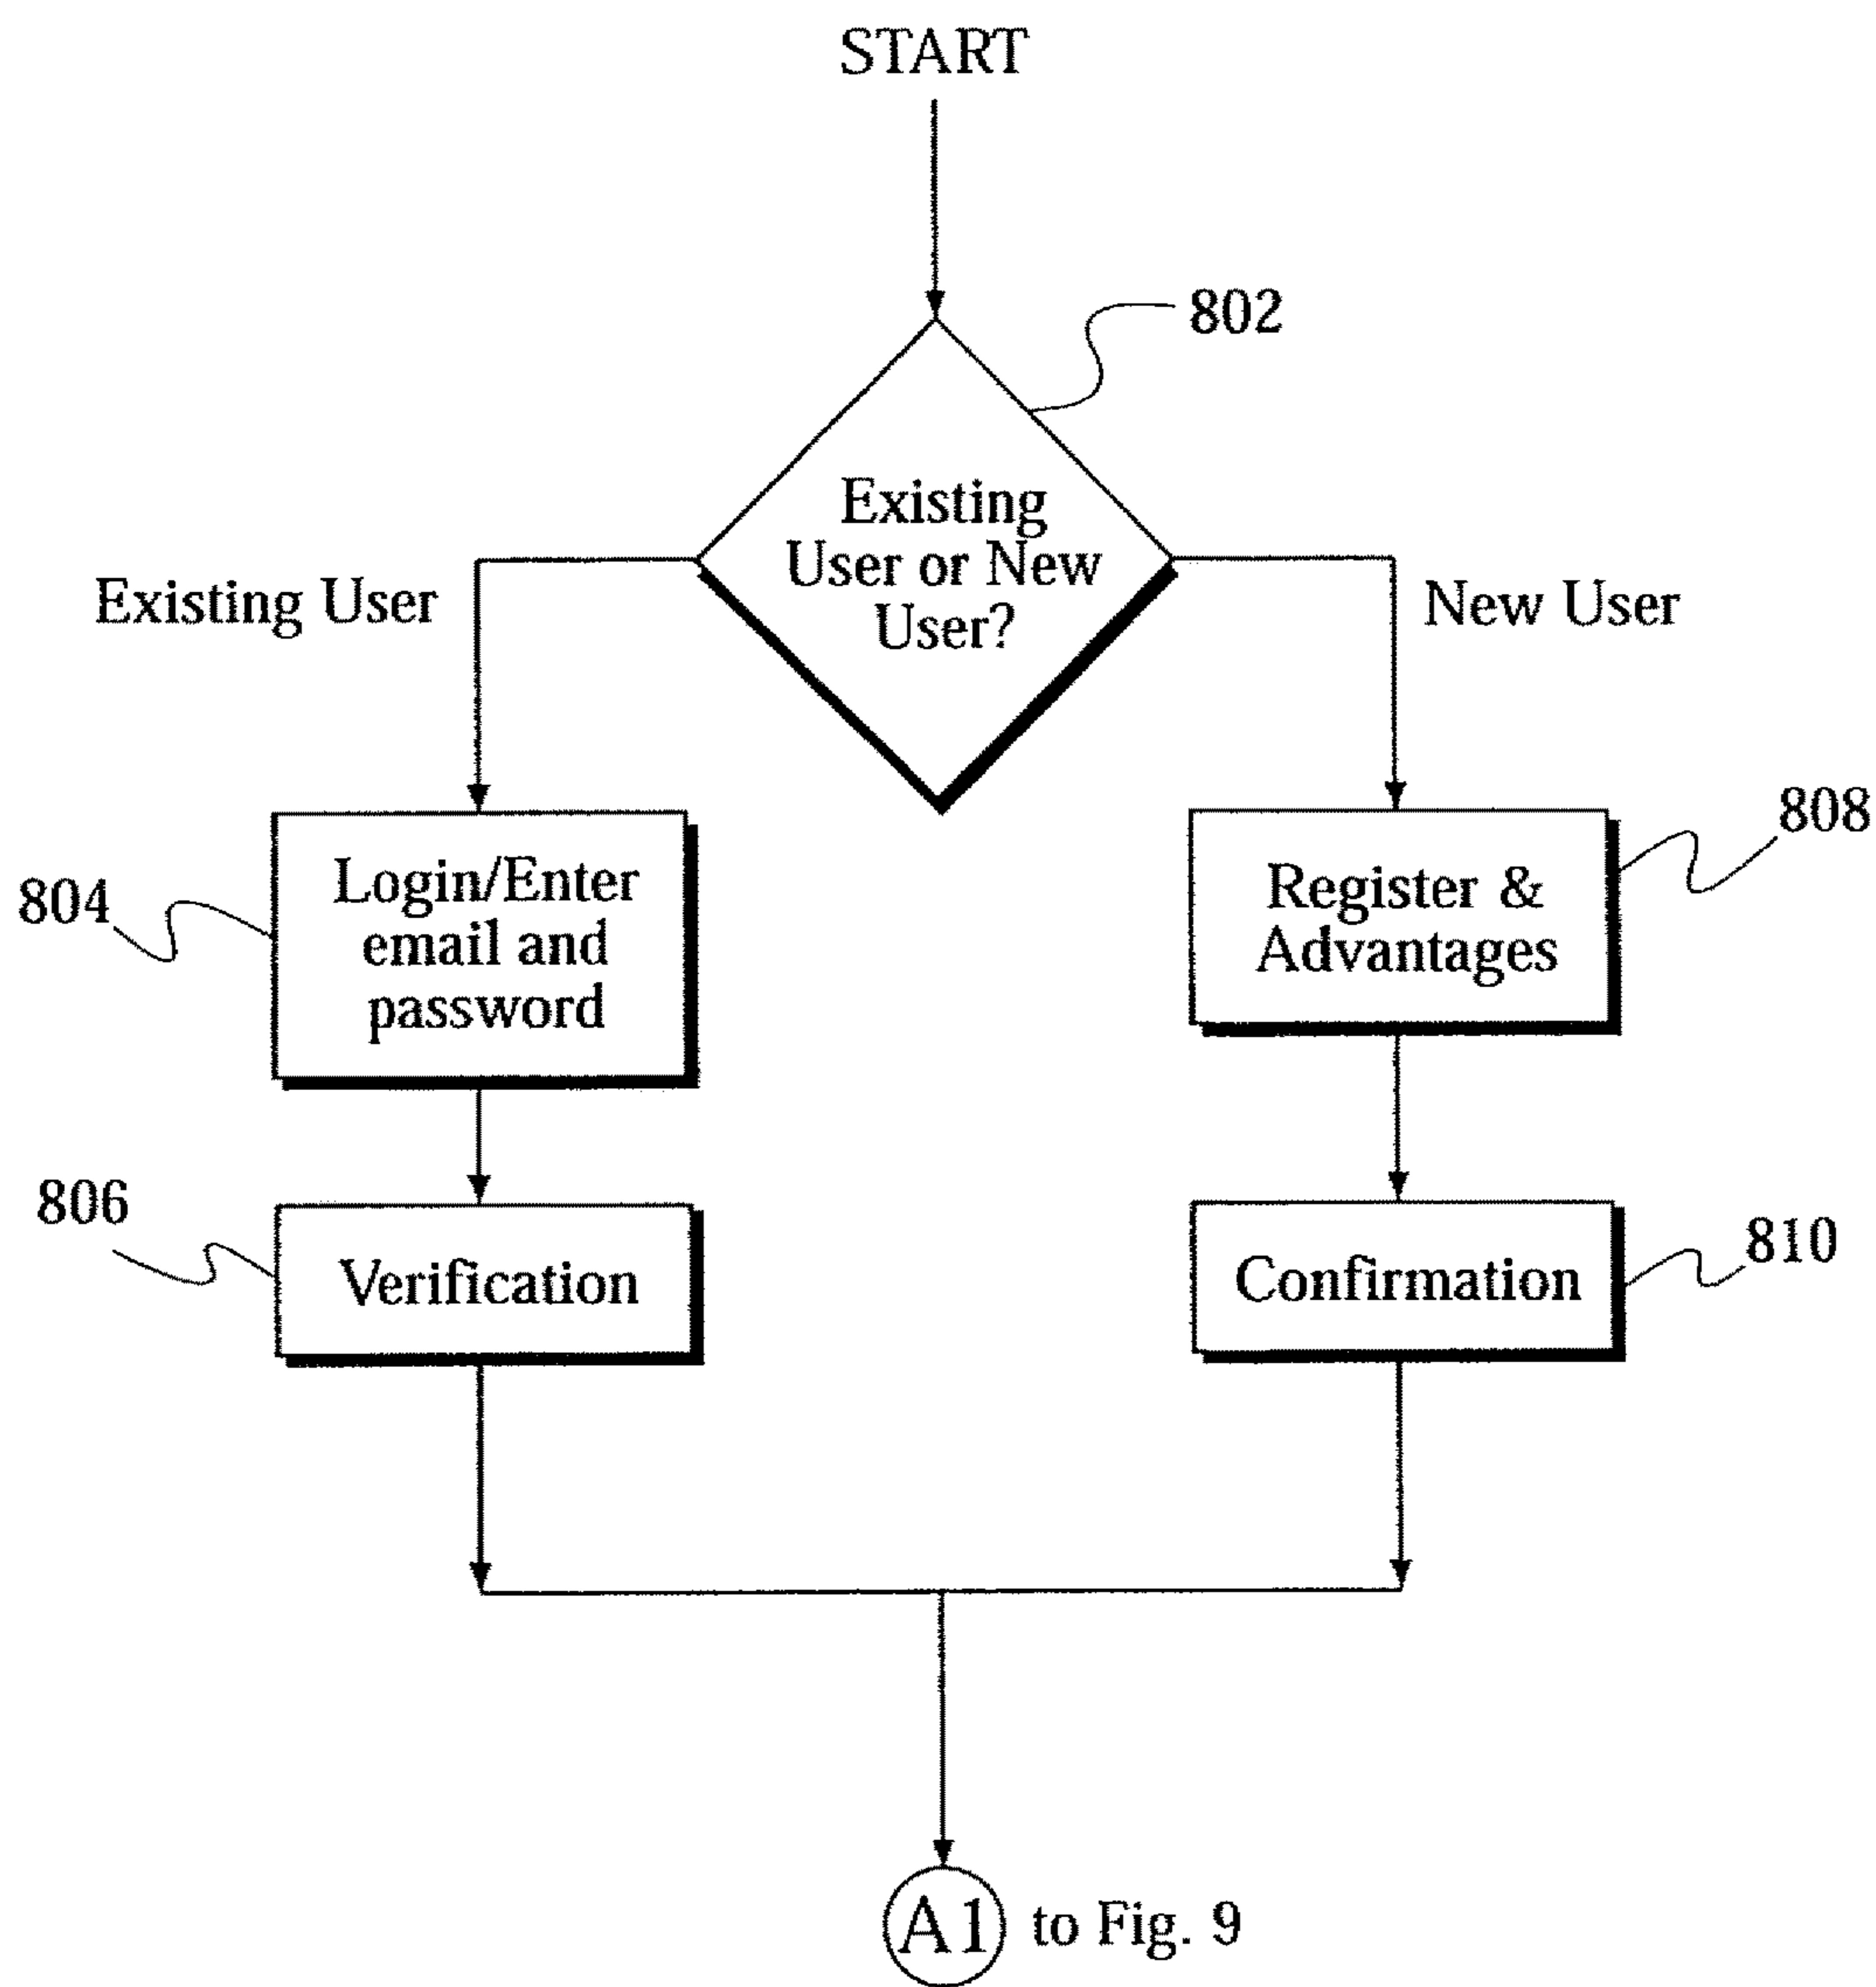 START
802
Existing
User or New
User?
Existing User
New User
804
Login/Enter
email and
password
808
Register &
Advantages
806
Verification
810
Confirmation
A1 to Fig. 9